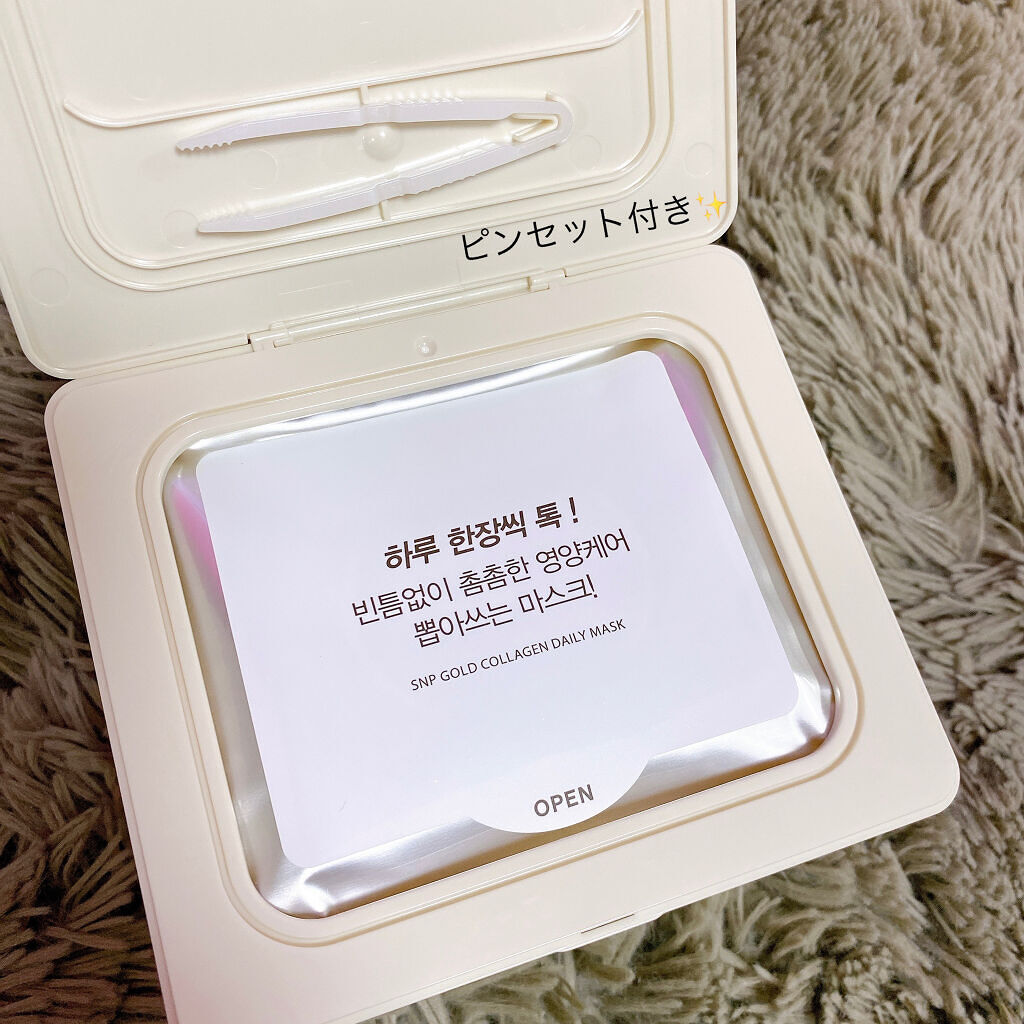 ピンセット付き✨
하루 한장씩 톡!
빈틈없이 촘촘한 영양케어
뽑아쓰는 마스크!
SNP GOLD COLLAGEN DAILY MASK
OPEN